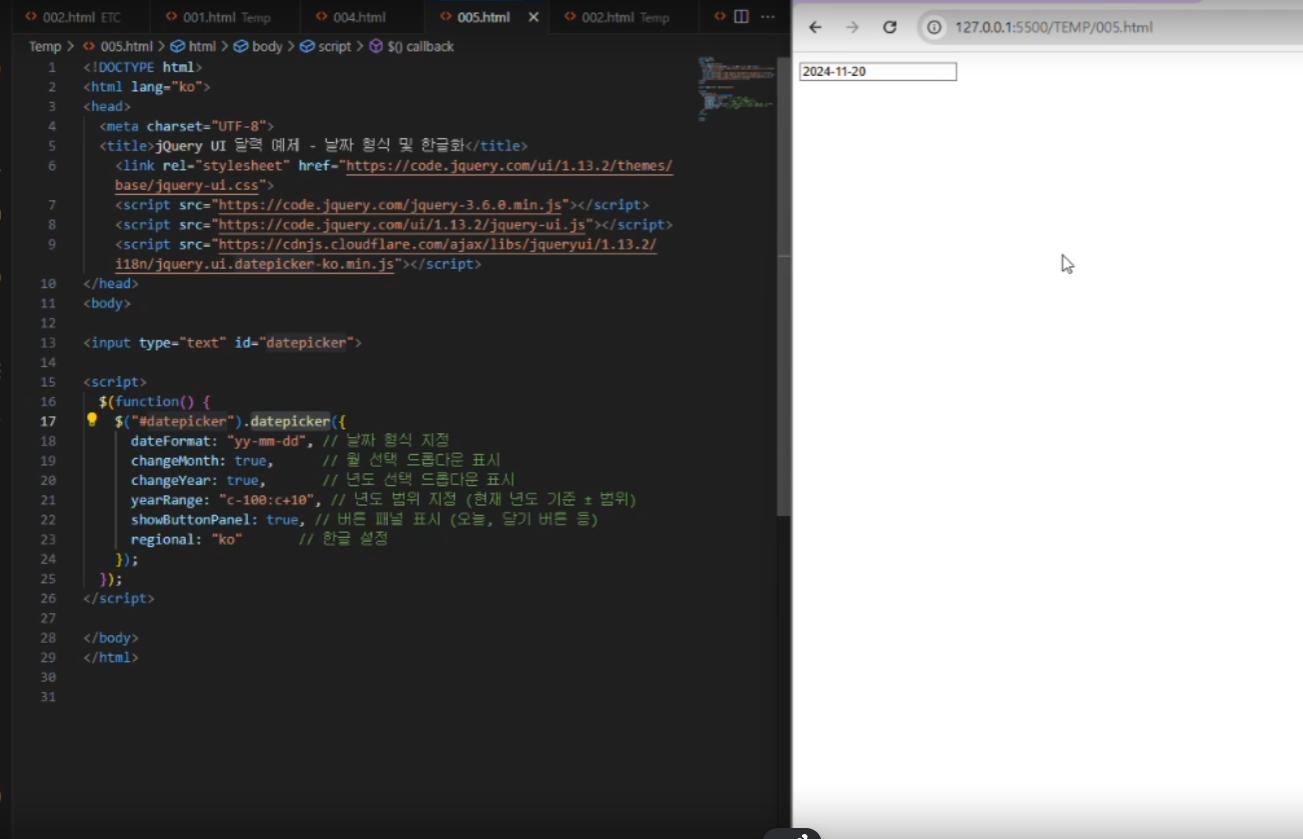 002.html ETC 001.html Temp 004.html 005.html 002.html Temp
127.0.0.1:5500/TEMP/005.html
Temp > 005.html > html > body > script > $() callback
2024-11-20
1 <!DOCTYPE html>
2 <html lang="ko">
3 <head>
4 <meta charset="UTF-8">
5 <title>jQuery UI 달력 예제 - 날짜 형식 및 한글화</title>
6 <link rel="stylesheet" href="https://code.jquery.com/ui/1.13.2/themes/
base/jquery-ui.css">
7 <script src="https://code.jquery.com/jquery-3.6.0.min.js"></script>
8 <script src="https://code.jquery.com/ui/1.13.2/jquery-ui.js"></script>
9 <script src="https://cdnjs.cloudflare.com/ajax/libs/jqueryui/1.13.2/
i18n/jquery.ui.datepicker-ko.min.js"></script>
10 </head>
11 <body>
12
13 <input type="text" id="datepicker">
14
15 <script>
16 $(function() {
17 $("#datepicker").datepicker({
18 dateFormat: "yy-mm-dd", // 날짜 형식 지정
19 changeMonth: true, // 월 선택 드롭다운 표시
20 changeYear: true, // 년도 선택 드롭다운 표시
21 yearRange: "c-100:c+10", // 년도 범위 지정 (현재 년도 기준 ± 범위)
22 showButtonPanel: true, // 버튼 패널 표시 (오늘, 닫기 버튼 등)
23 regional: "ko" // 한글 설정
24 });
25 });
26 </script>
27
28 </body>
29 </html>
30
31